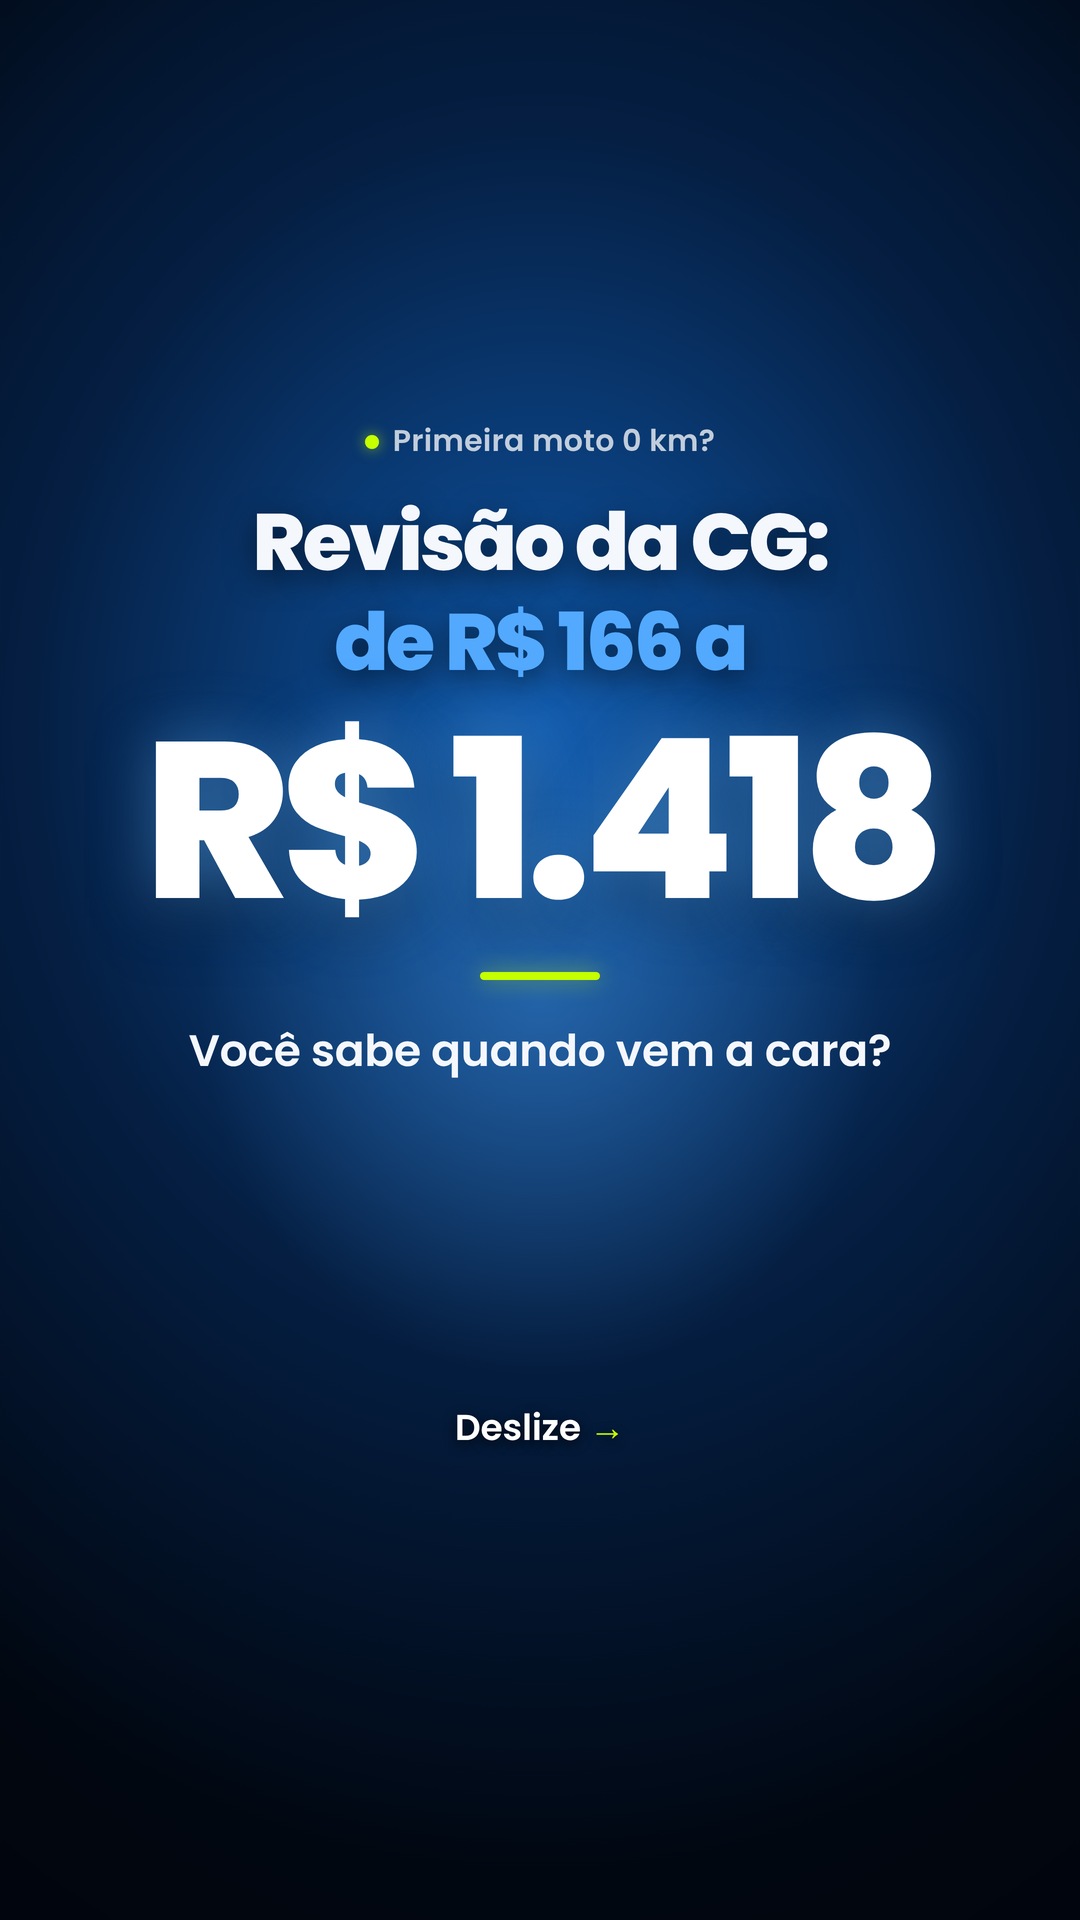 Primeira moto 0 km?
Revisão da CG:
de R$ 166 a
R$ 1.418
Você sabe quando vem a cara?
Deslize →